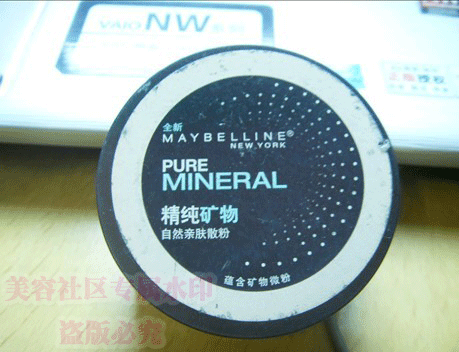 VAIO NW
全新
MAYBELLINE®
NEW YORK
PURE
MINERAL
精纯矿物
自然亲肤散粉
蕴含矿物微粉
美容社区专属水印
盗版必究